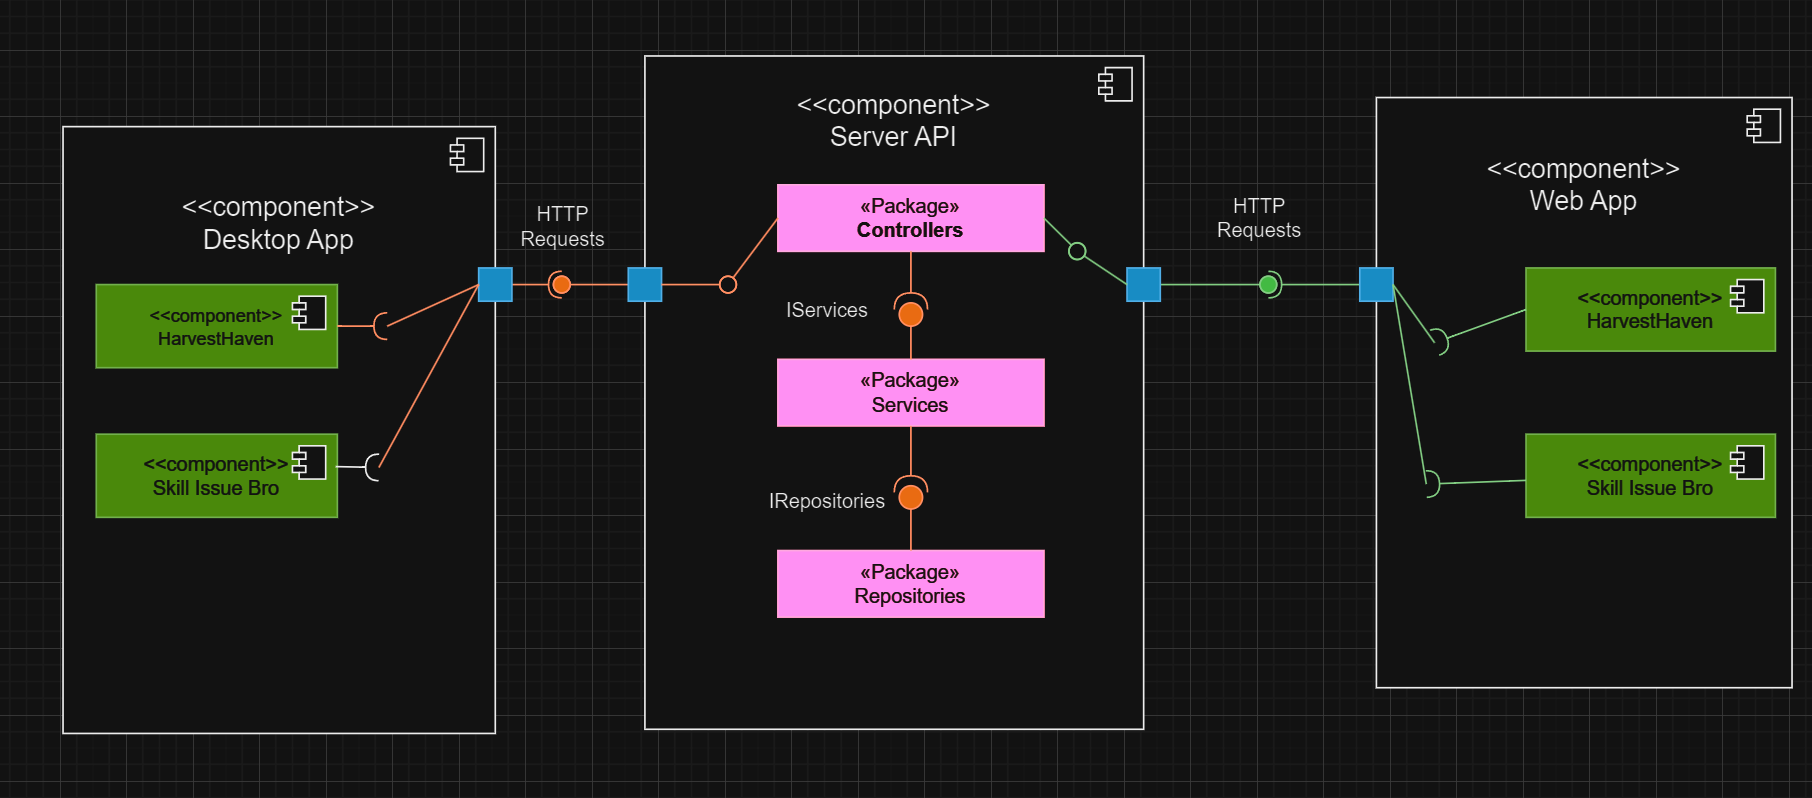 <<component>>
Desktop App
<<component>>
HarvestHaven
<<component>>
Skill Issue Bro
HTTP
Requests
<<component>>
Server API
«Package»
Controllers
IServices
«Package»
Services
IRepositories
«Package»
Repositories
HTTP
Requests
<<component>>
Web App
<<component>>
HarvestHaven
<<component>>
Skill Issue Bro